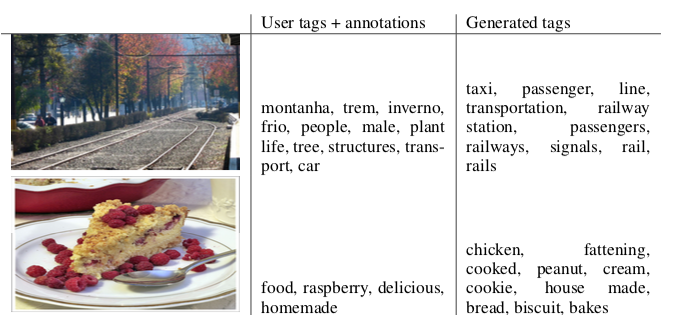 User tags + annotations
Generated tags
montanha, trem, inverno,
frio, people, male, plant
life, tree, structures, trans-
port, car
taxi, passenger, line,
transportation, railway
station, passengers,
railways, signals, rail,
rails
food, raspberry, delicious,
homemade
chicken, fattening,
cooked, peanut, cream,
cookie, house made,
bread, biscuit, bakes